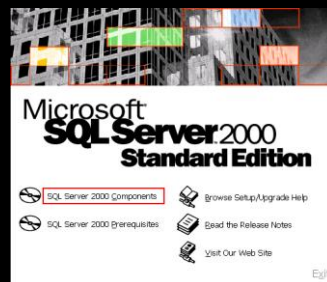 Microsoft
SQL Server 2000
Standard Edition
SQL Server 2000 Components
Browse Setup/Upgrade Help
SQL Server 2000 Prerequisites
Read the Release Notes
Visit Our Web Site
Exit